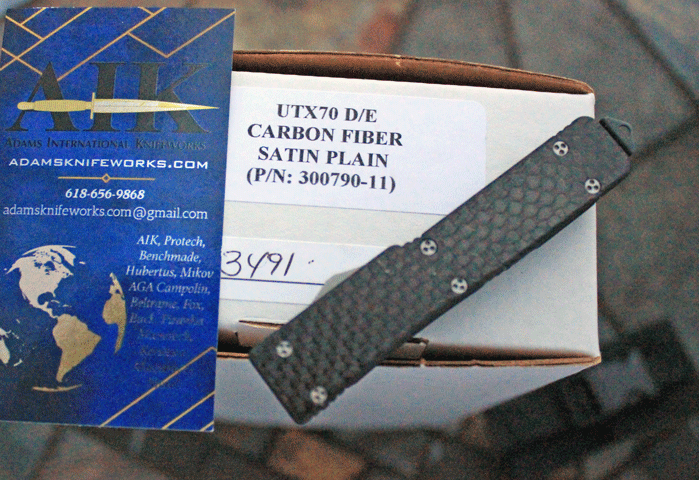 AIK
ADAMS INTERNATIONAL KNIFEWORKS
ADAMSKNIFEWORKS.COM
618-656-9868
adamsknifeworks.com@gmail.com
AIK, Protech,
Benchmade,
Hubertus, Mikov
AGA Campolin,
Beltrame, Fox,
UTX70 D/E
CARBON FIBER
SATIN PLAIN
(P/N: 300790-11)
3491